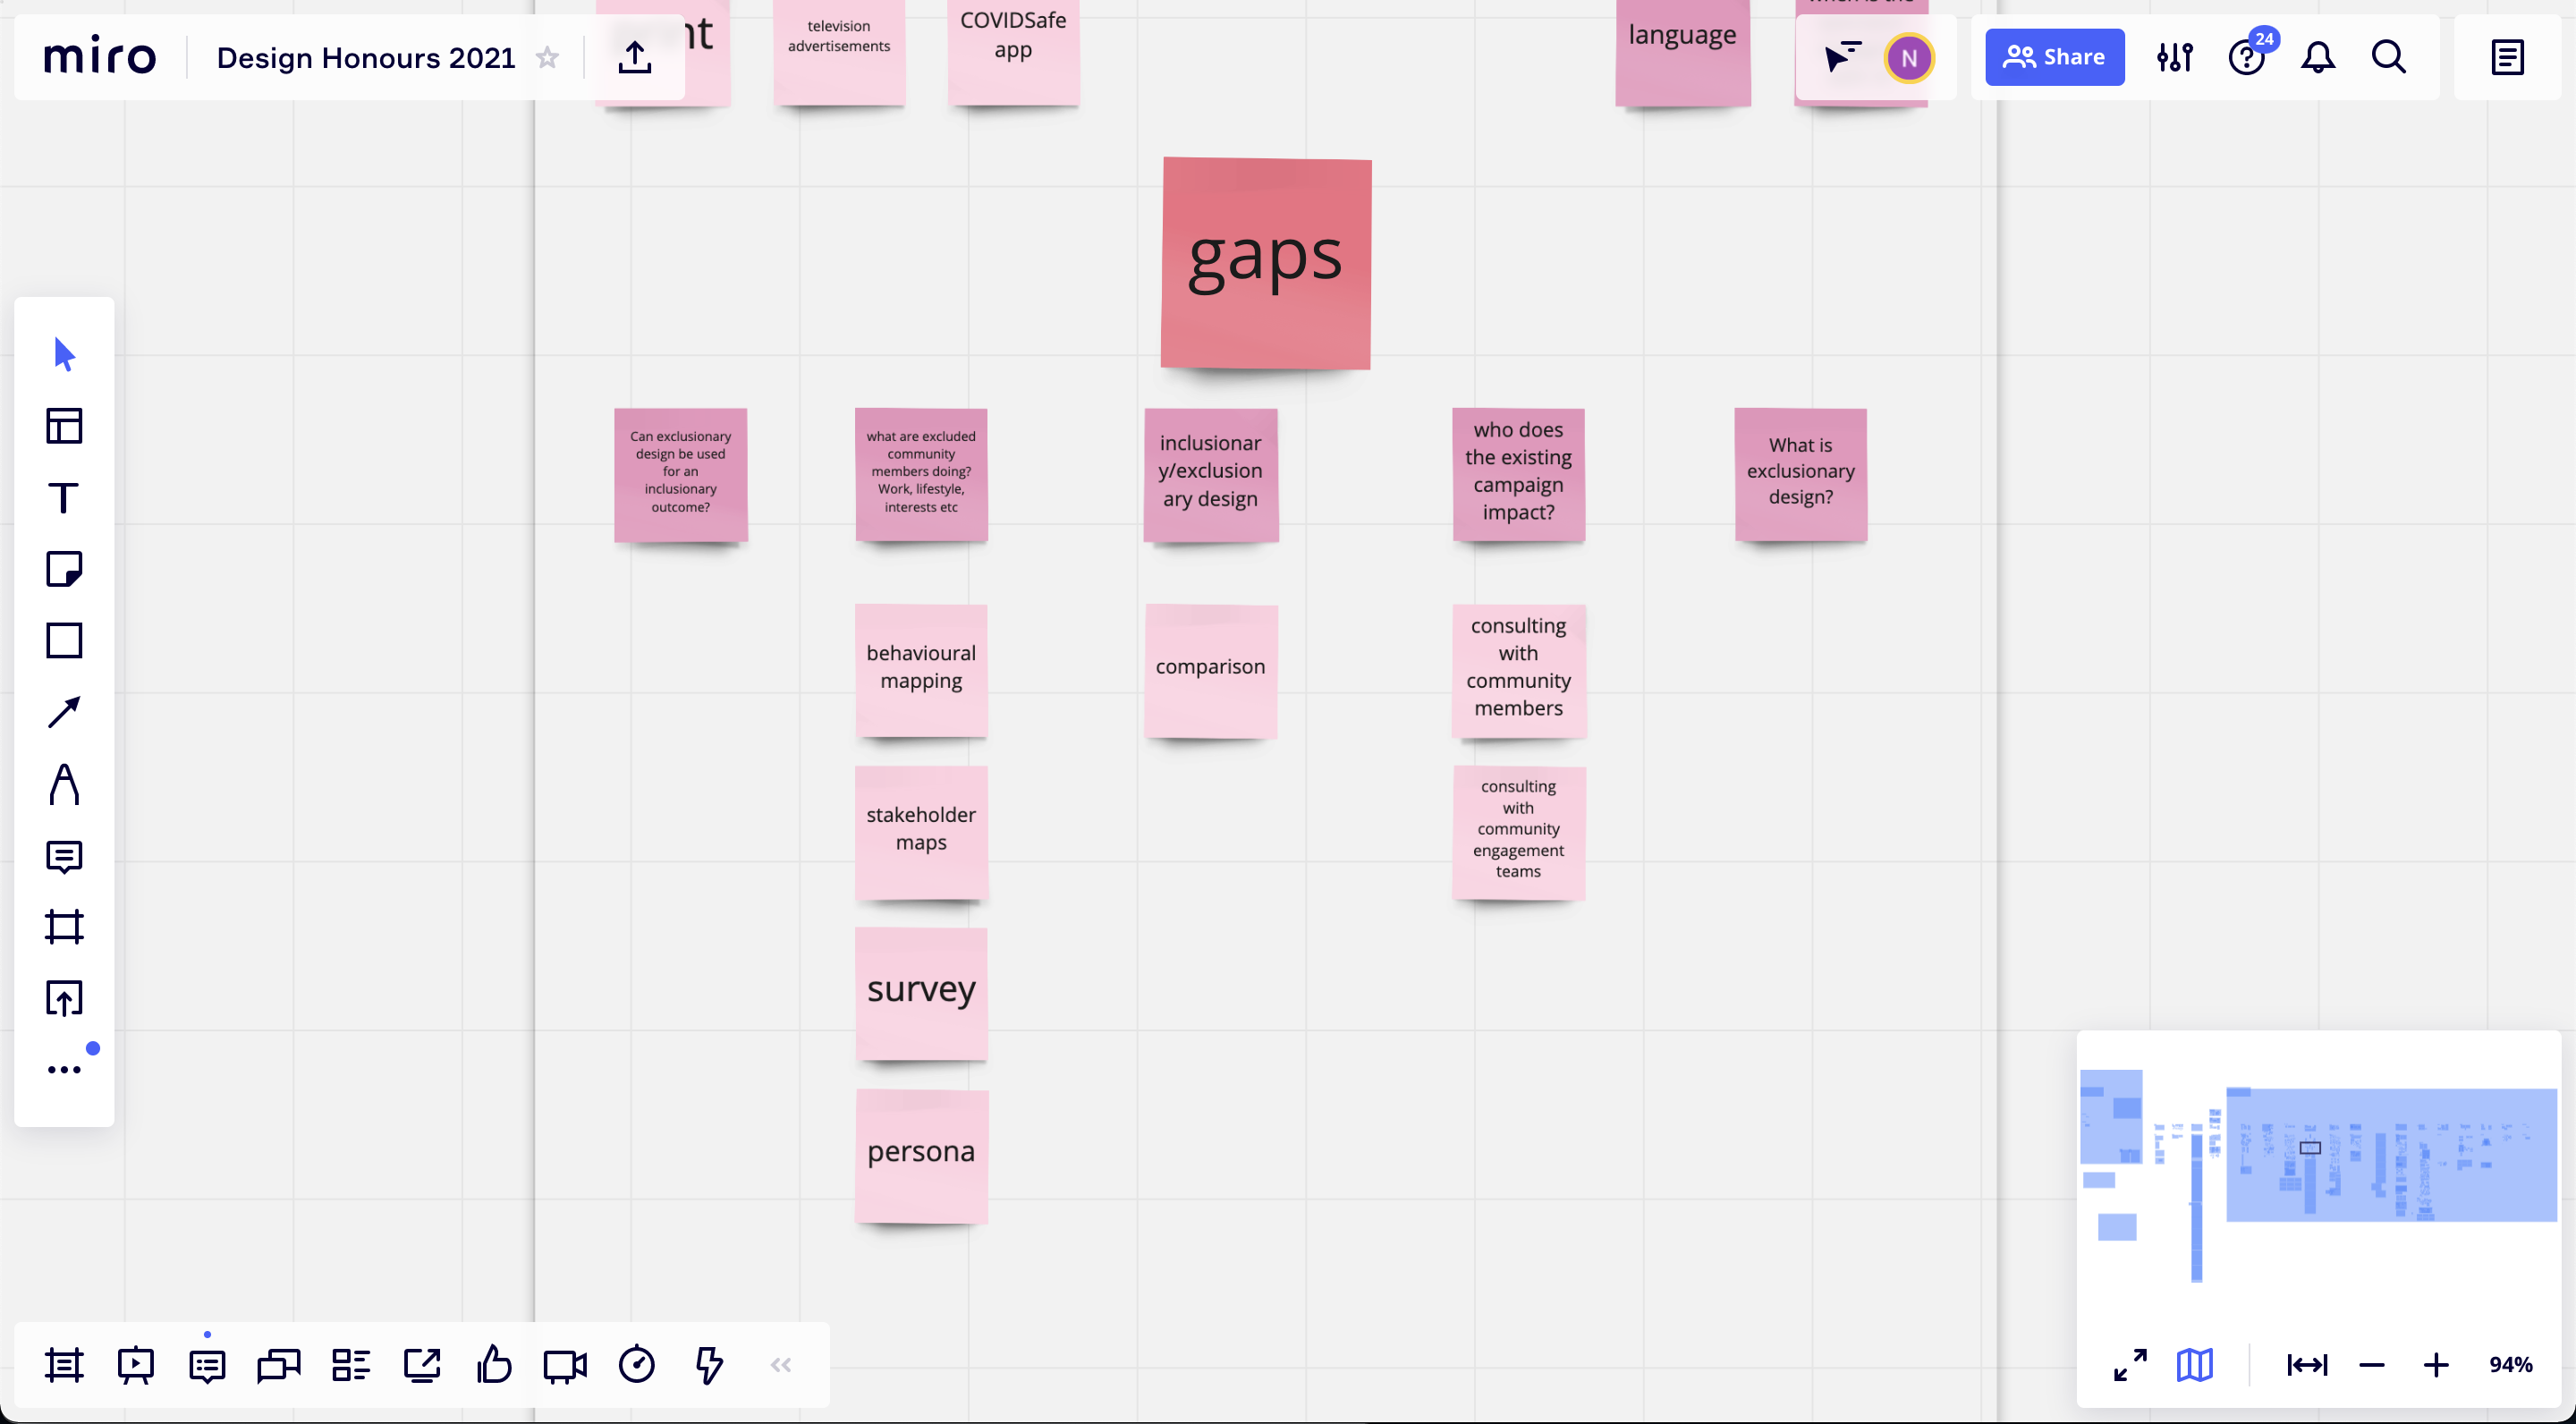 miro
Design Honours 2021
television
advertisements
COVIDSafe
app
language
N
Share
24
gaps
Can exclusionary
design be used
for an
inclusionary
outcome?
what are excluded
community
members doing?
Work, lifestyle,
interests etc
inclusionar
y/exclusion
ary design
who does
the existing
campaign
impact?
What is
exclusionary
design?
behavioural
mapping
comparison
consulting
with
community
members
stakeholder
maps
consulting
with
community
engagement
teams
survey
persona
94%